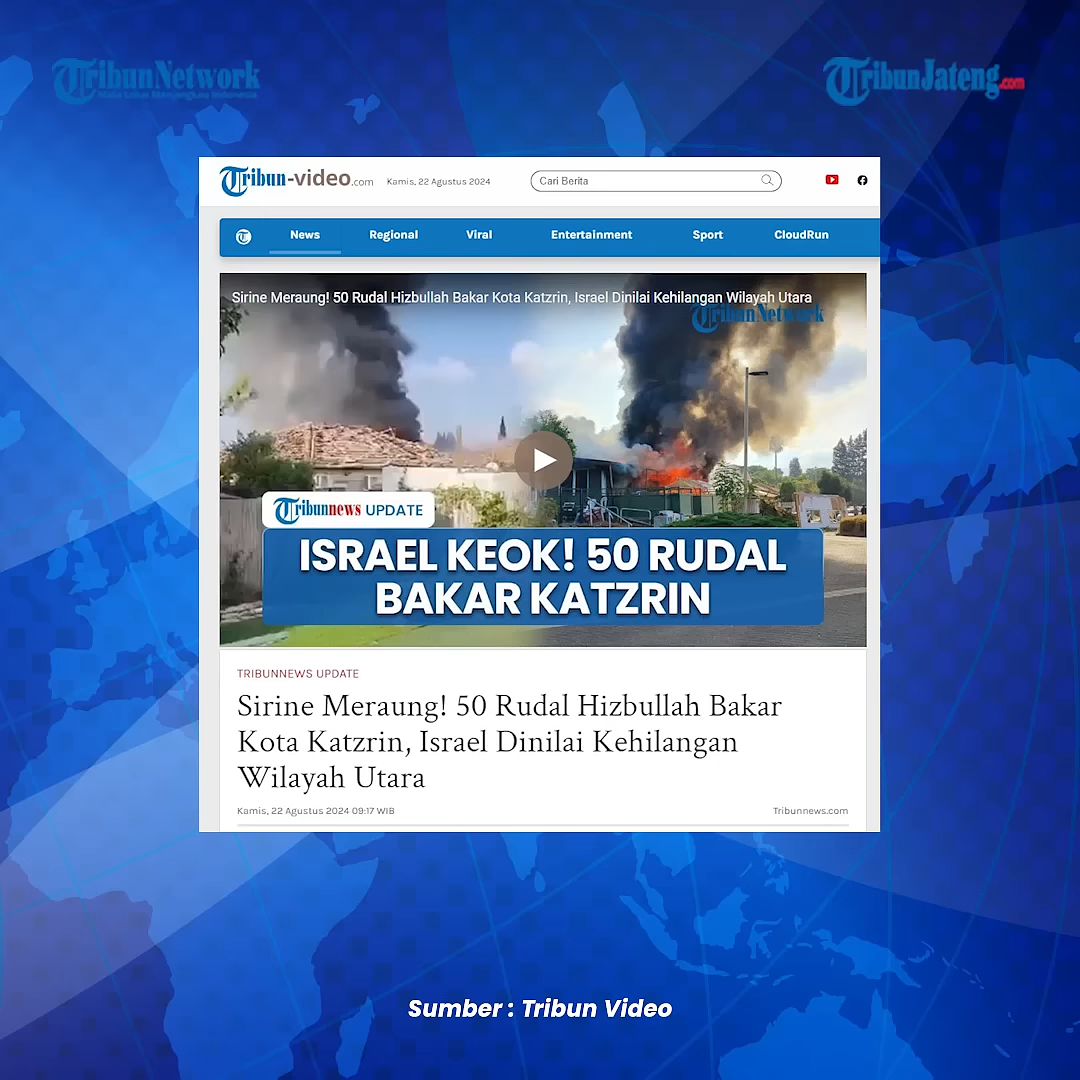 TribunNetwork
TribunJateng.com
Tribun-video.com
Kamis, 22 Agustus 2024
Cari Berita
News
Regional
Viral
Entertainment
Sport
CloudRun
Sirine Meraung! 50 Rudal Hizbullah Bakar Kota Katzrin, Israel Dinilai Kehilangan Wilayah Utara
TribunNetwork
Tribunnews UPDATE
ISRAEL KEOK! 50 RUDAL
BAKAR KATZRIN
TRIBUNNEWS UPDATE
Sirine Meraung! 50 Rudal Hizbullah Bakar
Kota Katzrin, Israel Dinilai Kehilangan
Wilayah Utara
Kamis, 22 Agustus 2024 09:17 WIB
Tribunnews.com
Sumber : Tribun Video